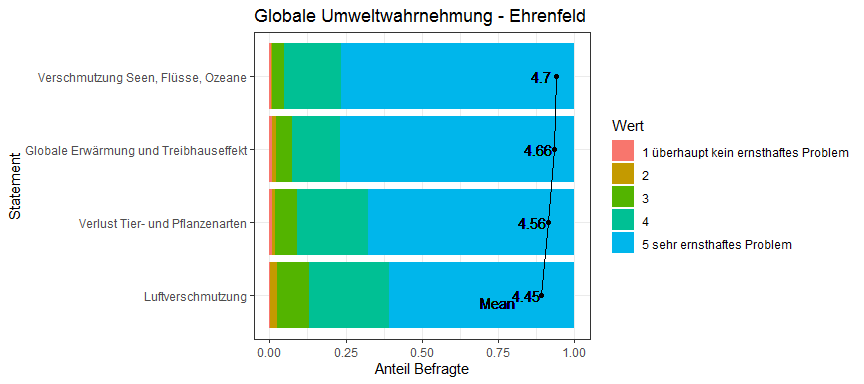 Globale Umweltwahrnehmung - Ehrenfeld
Statement
Verschmutzung Seen, Flüsse, Ozeane
4.7
Globale Erwärmung und Treibhauseffekt
4.66
Verlust Tier- und Pflanzenarten
4.56
Luftverschmutzung
4.45
Mean
0.00 0.25 0.50 0.75 1.00
Anteil Befragte
Wert
1 überhaupt kein ernsthaftes Problem
2
3
4
5 sehr ernsthaftes Problem